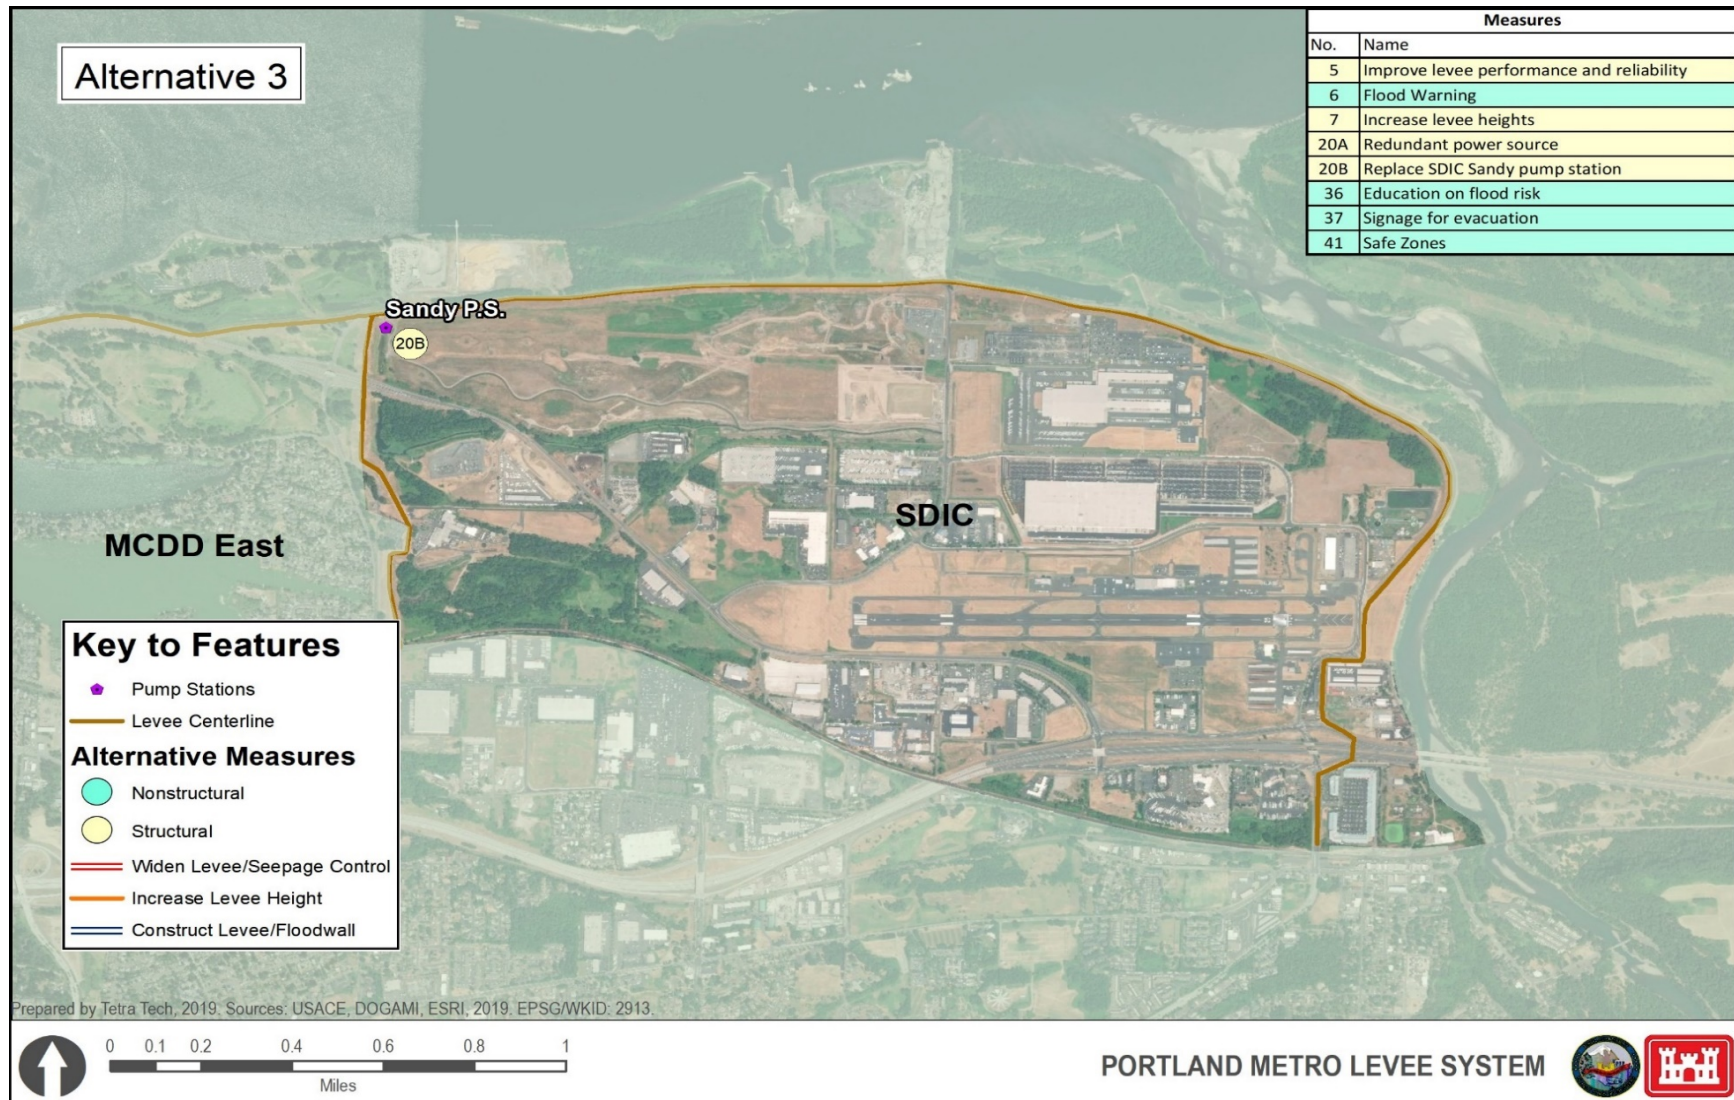 Alternative 3
Measures
No. Name
5 Improve levee performance and reliability
6 Flood Warning
7 Increase levee heights
20A Redundant power source
20B Replace SDIC Sandy pump station
36 Education on flood risk
37 Signage for evacuation
41 Safe Zones
Sandy P.S.
20B
SDIC
MCDD East
Key to Features
Pump Stations
Levee Centerline
Alternative Measures
Nonstructural
Structural
Widen Levee/Seepage Control
Increase Levee Height
Construct Levee/Floodwall
Prepared by Tetra Tech, 2019. Sources: USACE, DOGAMI, ESRI, 2019. EPSG/WKID: 2913.
0 0.1 0.2 0.4 0.6 0.8 1
Miles
PORTLAND METRO LEVEE SYSTEM